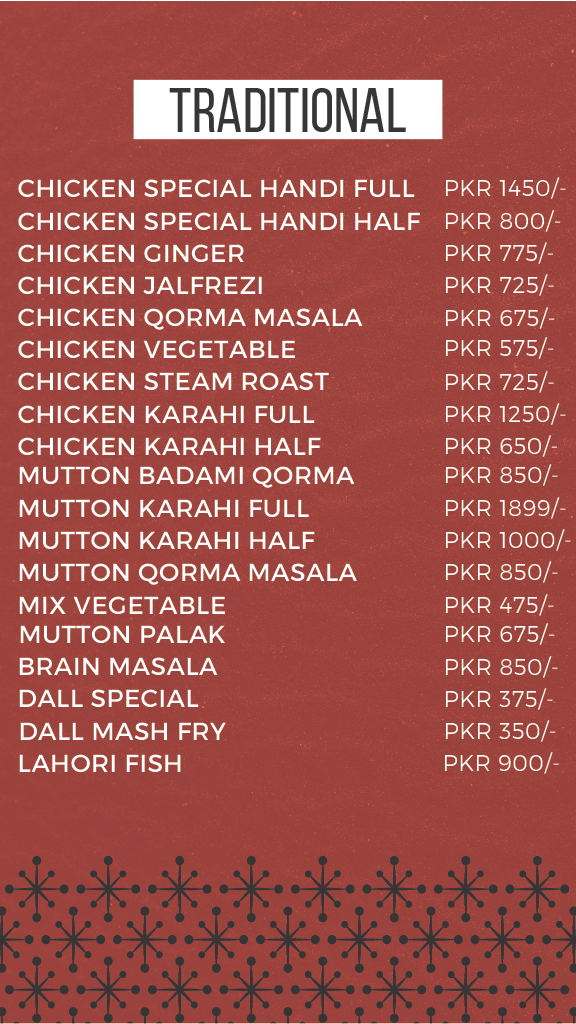 TRADITIONAL
CHICKEN SPECIAL HANDI FULL PKR 1450/-
CHICKEN SPECIAL HANDI HALF PKR 800/-
CHICKEN GINGER PKR 775/-
CHICKEN JALFREZI PKR 725/-
CHICKEN QORMA MASALA PKR 675/-
CHICKEN VEGETABLE PKR 575/-
CHICKEN STEAM ROAST PKR 725/-
CHICKEN KARAHI FULL PKR 1250/-
CHICKEN KARAHI HALF PKR 650/-
MUTTON BADAMI QORMA PKR 850/-
MUTTON KARAHI FULL PKR 1899/-
MUTTON KARAHI HALF PKR 1000/-
MUTTON QORMA MASALA PKR 850/-
MIX VEGETABLE PKR 475/-
MUTTON PALAK PKR 675/-
BRAIN MASALA PKR 850/-
DALL SPECIAL PKR 375/-
DALL MASH FRY PKR 350/-
LAHORI FISH PKR 900/-